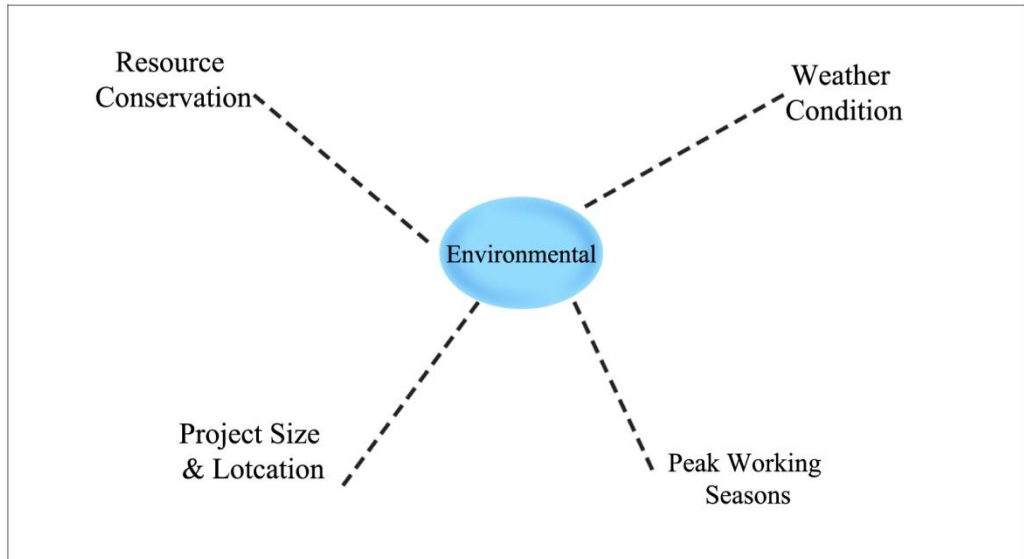 Resource
Conservation
Weather
Condition
Environmental
Project Size
& Lotcation
Peak Working
Seasons